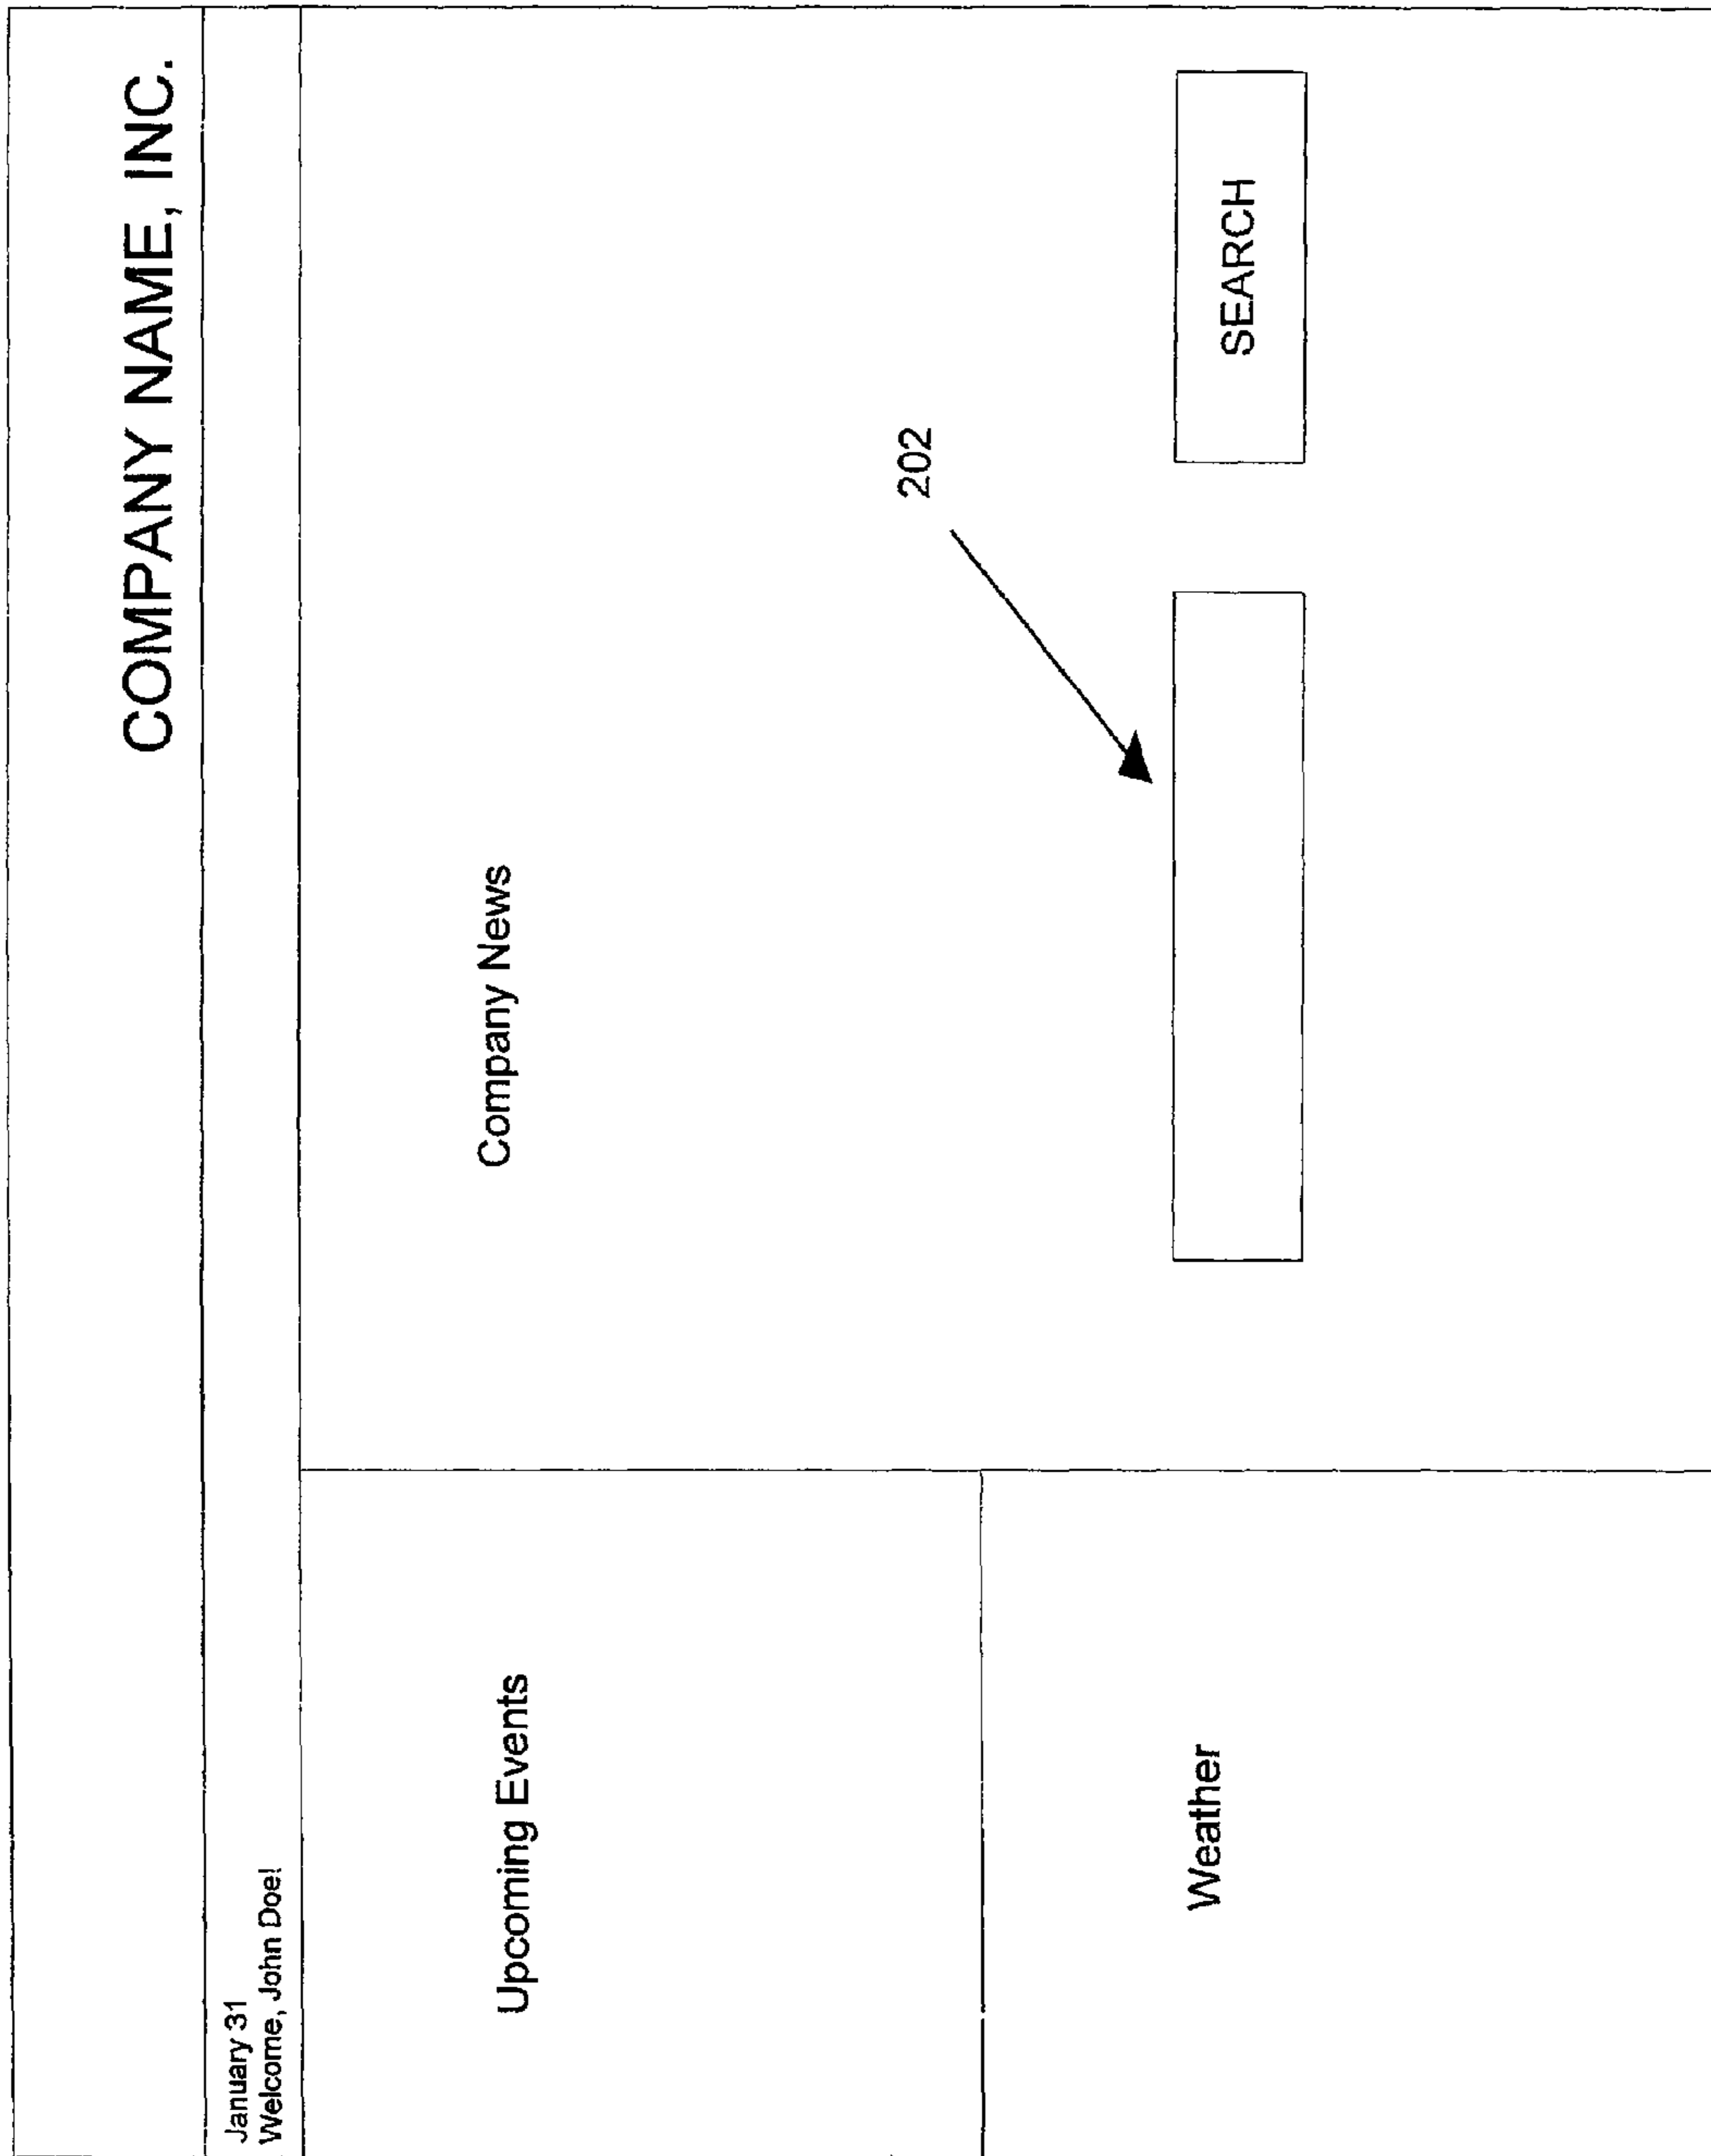 COMPANY NAME, INC.
January 31
Welcome, John Doe!
Upcoming Events
Company News
202
Weather
SEARCH